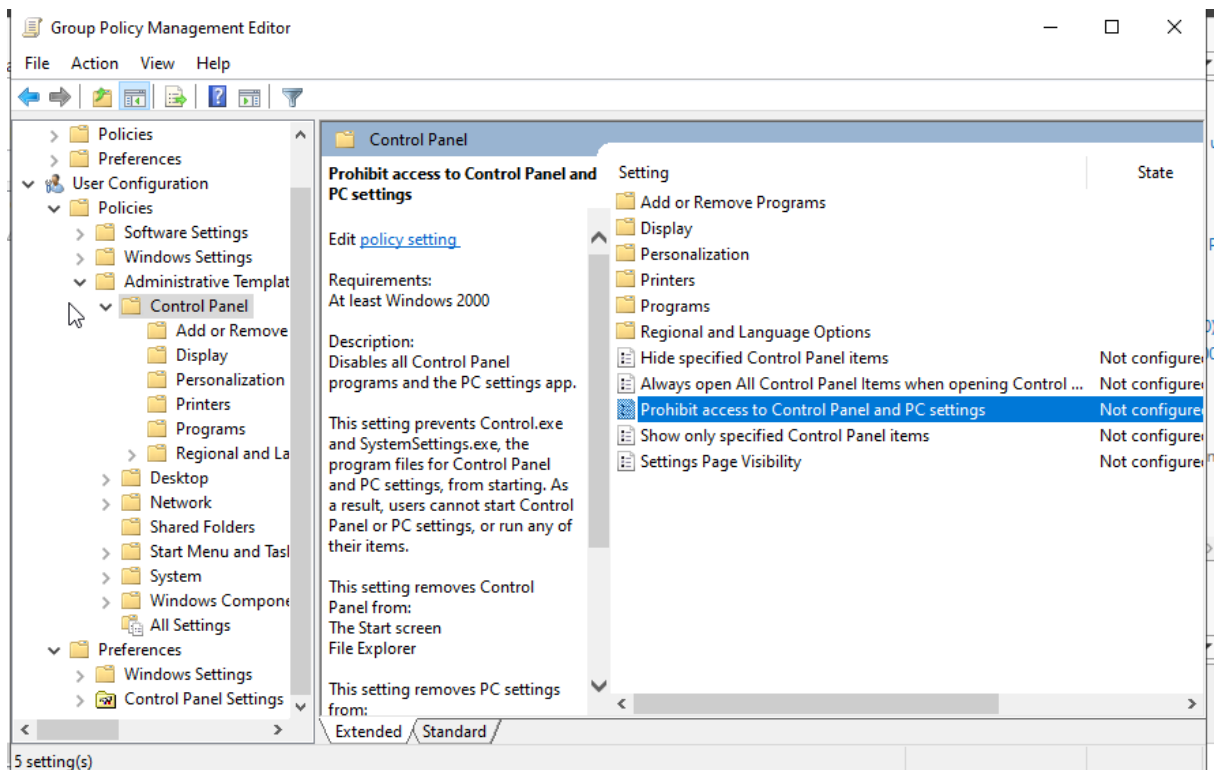 Group Policy Management Editor
File Action View Help
Policies
Preferences
User Configuration
Policies
Software Settings
Windows Settings
Administrative Templat
Control Panel
Add or Remove
Display
Personalization
Printers
Programs
Regional and La
Desktop
Network
Shared Folders
Start Menu and Tasl
System
Windows Compone
All Settings
Preferences
Windows Settings
Control Panel Settings
Control Panel
Prohibit access to Control Panel and
PC settings
Edit policy setting
Requirements:
At least Windows 2000
Description:
Disables all Control Panel
programs and the PC settings app.
This setting prevents Control.exe
and SystemSettings.exe, the
program files for Control Panel
and PC settings, from starting. As
a result, users cannot start Control
Panel or PC settings, or run any of
their items.
This setting removes Control
Panel from:
The Start screen
File Explorer
This setting removes PC settings
from:
Setting State
Add or Remove Programs
Display
Personalization
Printers
Programs
Regional and Language Options
Hide specified Control Panel items Not configured
Always open All Control Panel Items when opening Control ... Not configured
Prohibit access to Control Panel and PC settings Not configured
Show only specified Control Panel items Not configured
Settings Page Visibility Not configured
Extended Standard
5 setting(s)